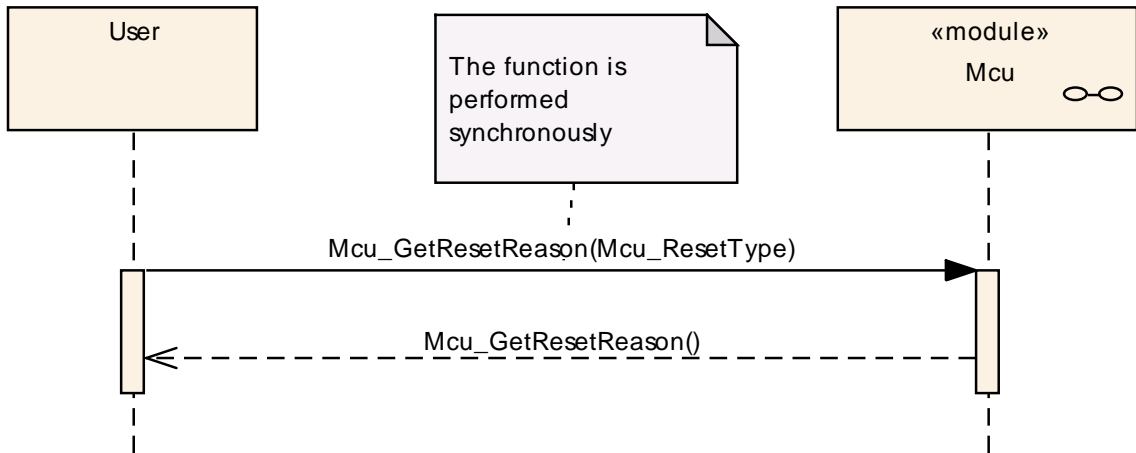 User
The function is
performed
synchronously
«module»
Mcu
Mcu_GetResetReason(Mcu_ResetType)
Mcu_GetResetReason()